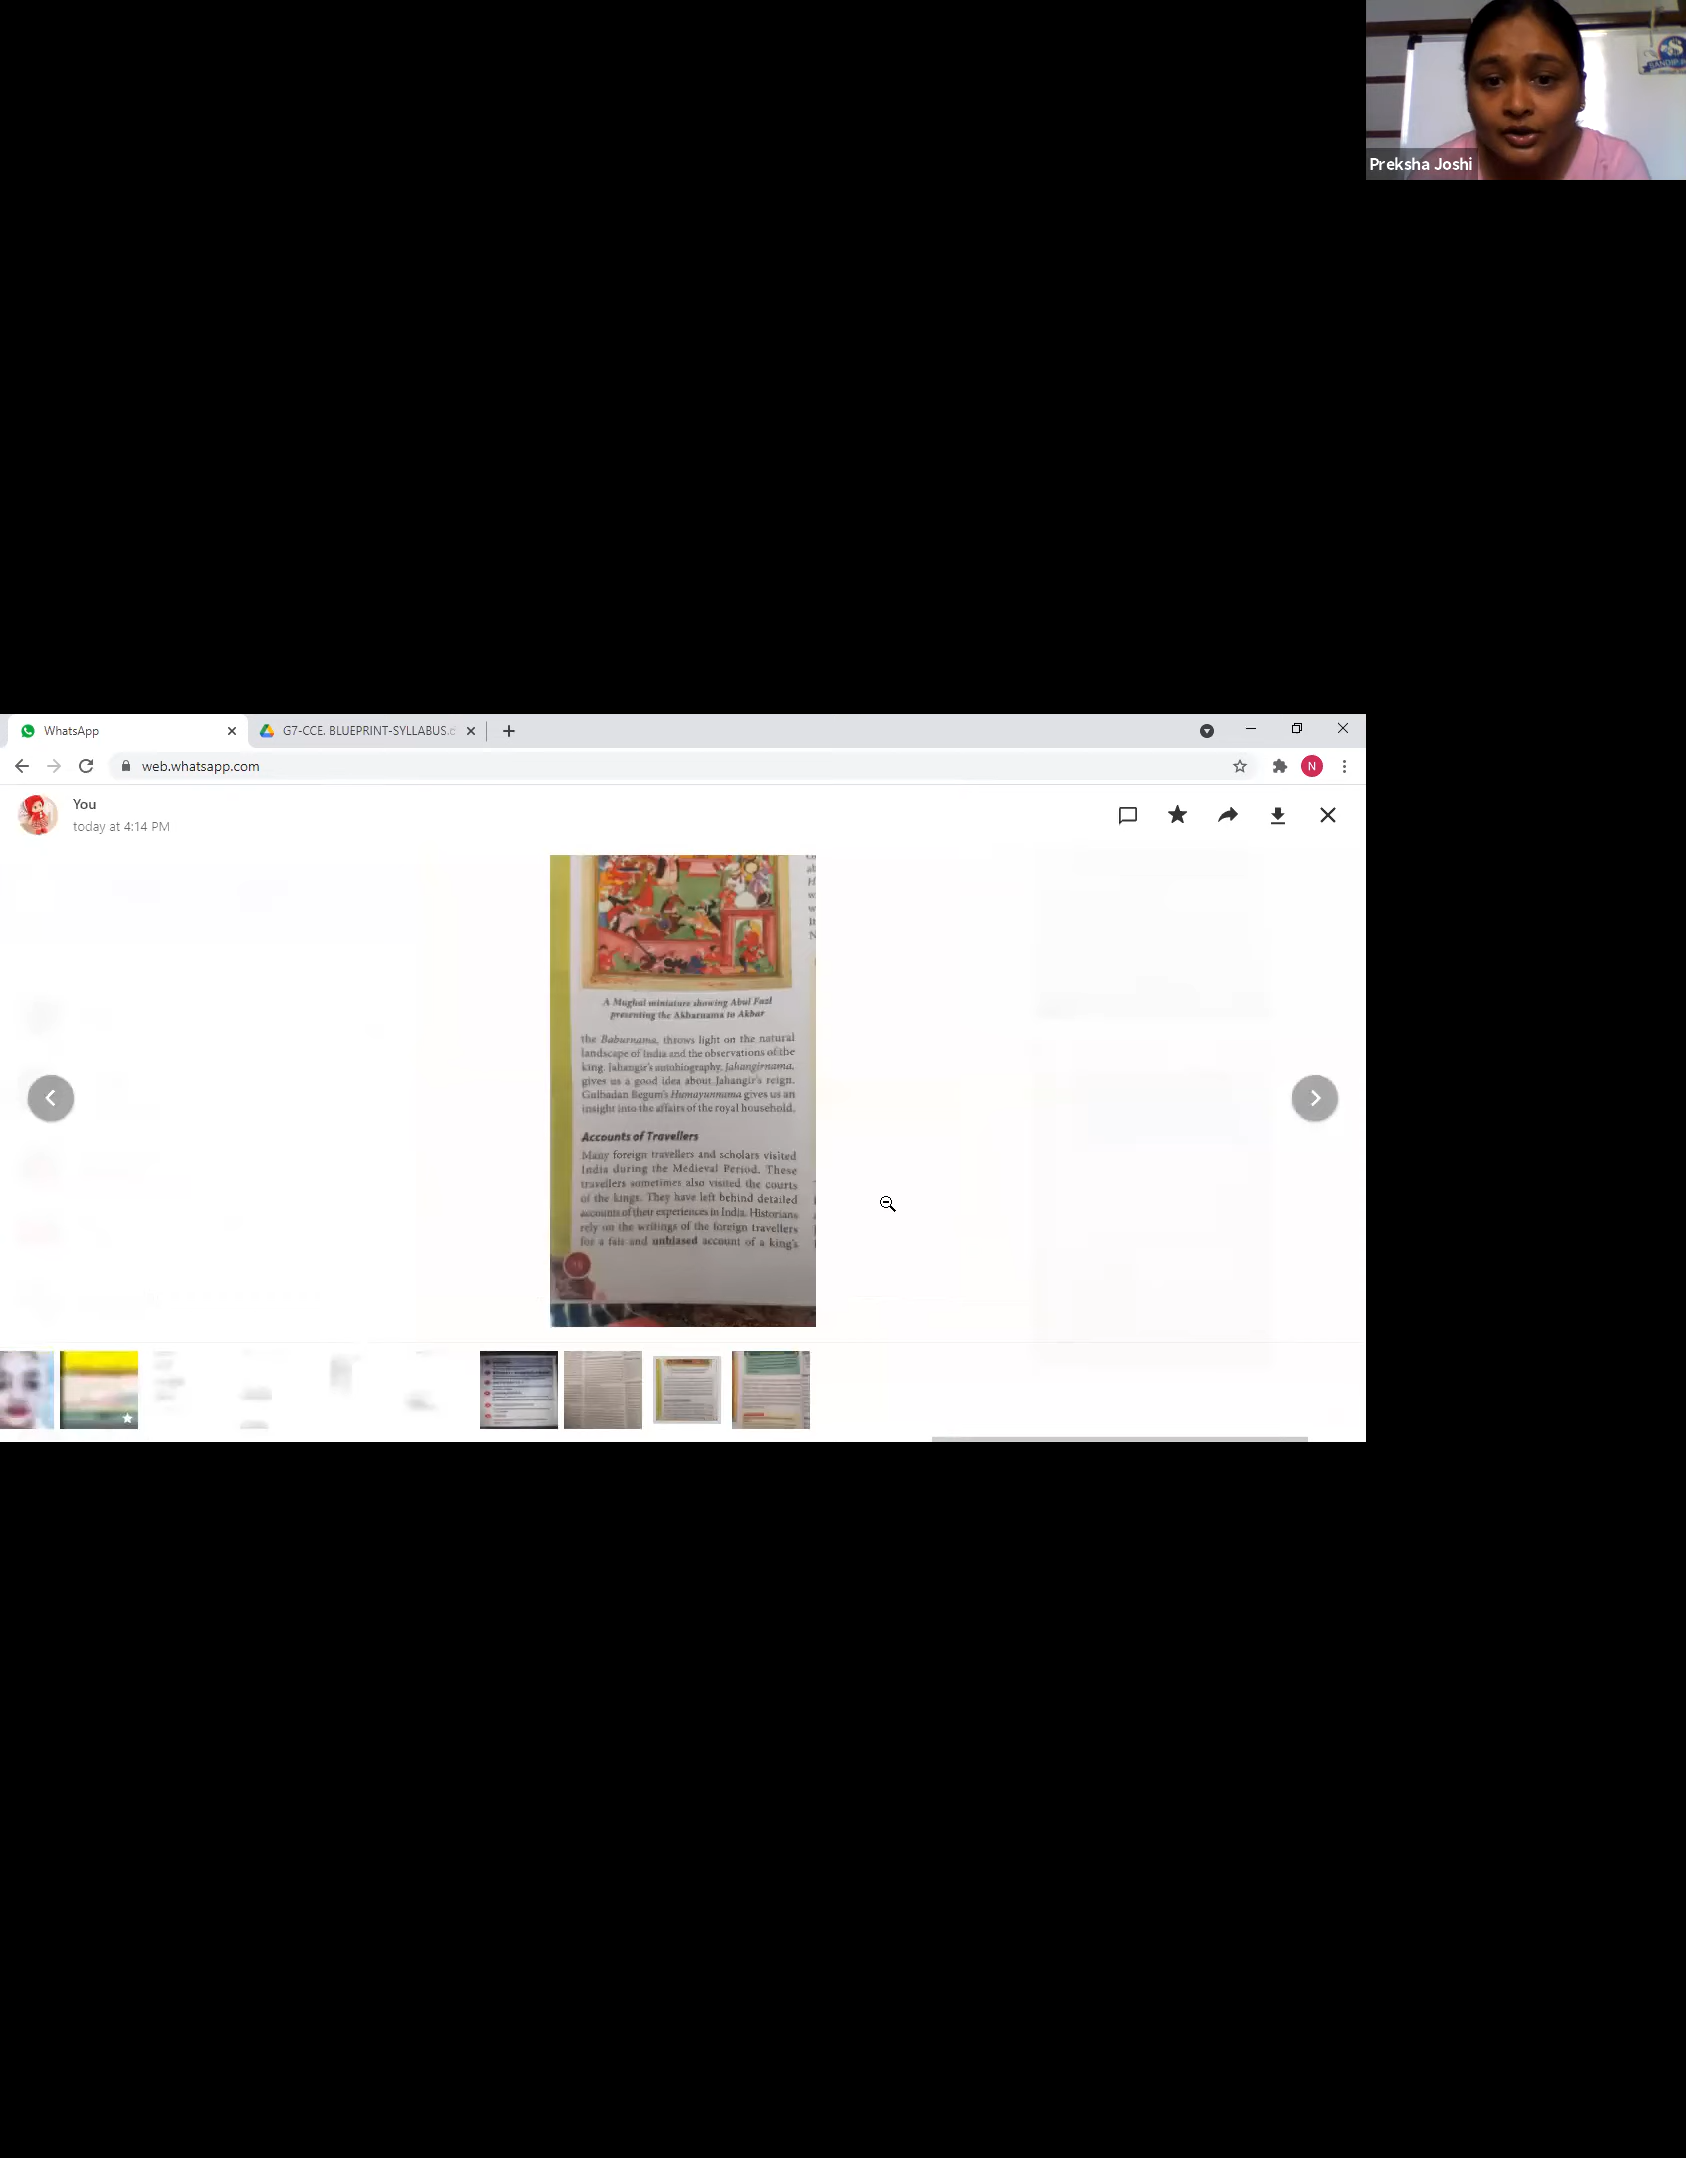 Preksha Joshi
WhatsApp
G7-CCE. BLUEPRINT-SYLLABUS.d
web.whatsapp.com
N
You
today at 4:14 PM
A Mughal miniature showing Abul Fazl
presenting the Akbarnama to Akbar
the Baburnama, throws light on the natural
landscape of India and the observations of the
king. Jahangir's autobiography, Jahangirnama,
gives us a good idea about Jahangir's reign.
Gulbadan Begum's Humayunnama gives us an
insight into the affairs of the royal household.
Accounts of Travellers
Many foreign travellers and scholars visited
India during the Medieval Period. These
travellers sometimes also visited the courts
of the kings. They have left behind detailed
accounts of their experiences in India. Historians
rely on the writings of the foreign travellers
for a fair and unbiased account of a king's